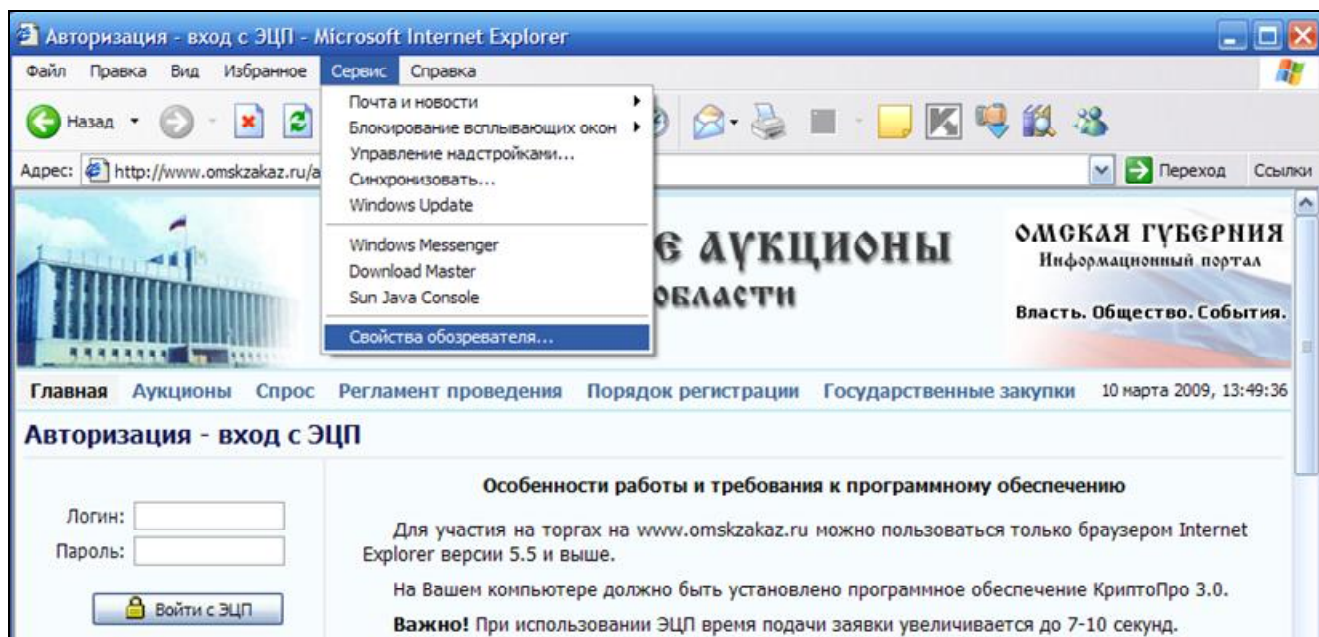 Авторизация - вход с ЭЦП - Microsoft Internet Explorer
Файл Правка Вид Избранное Сервис Справка
Назад
Почта и новости
Блокирование всплывающих окон
Управление надстройками...
Синхронизовать...
Windows Update
Windows Messenger
Download Master
Sun Java Console
Свойства обозревателя...
Адрес: http://www.omskzakaz.ru/a Переход Ссылки
Е АУКЦИОНЫ
ОБЛАСТИ
ОМСКАЯ ГУБЕРНИЯ
Информационный портал
Власть. Общество. События.
Главная Аукционы Спрос Регламент проведения Порядок регистрации Государственные закупки 10 марта 2009, 13:49:36
Авторизация - вход с ЭЦП
Логин:
Пароль:
Войти с ЭЦП
Особенности работы и требования к программному обеспечению
Для участия на торгах на www.omskzakaz.ru можно пользоваться только браузером Internet
Explorer версии 5.5 и выше.
На Вашем компьютере должно быть установлено программное обеспечение КриптоПро 3.0.
Важно! При использовании ЭЦП время подачи заявки увеличивается до 7-10 секунд.